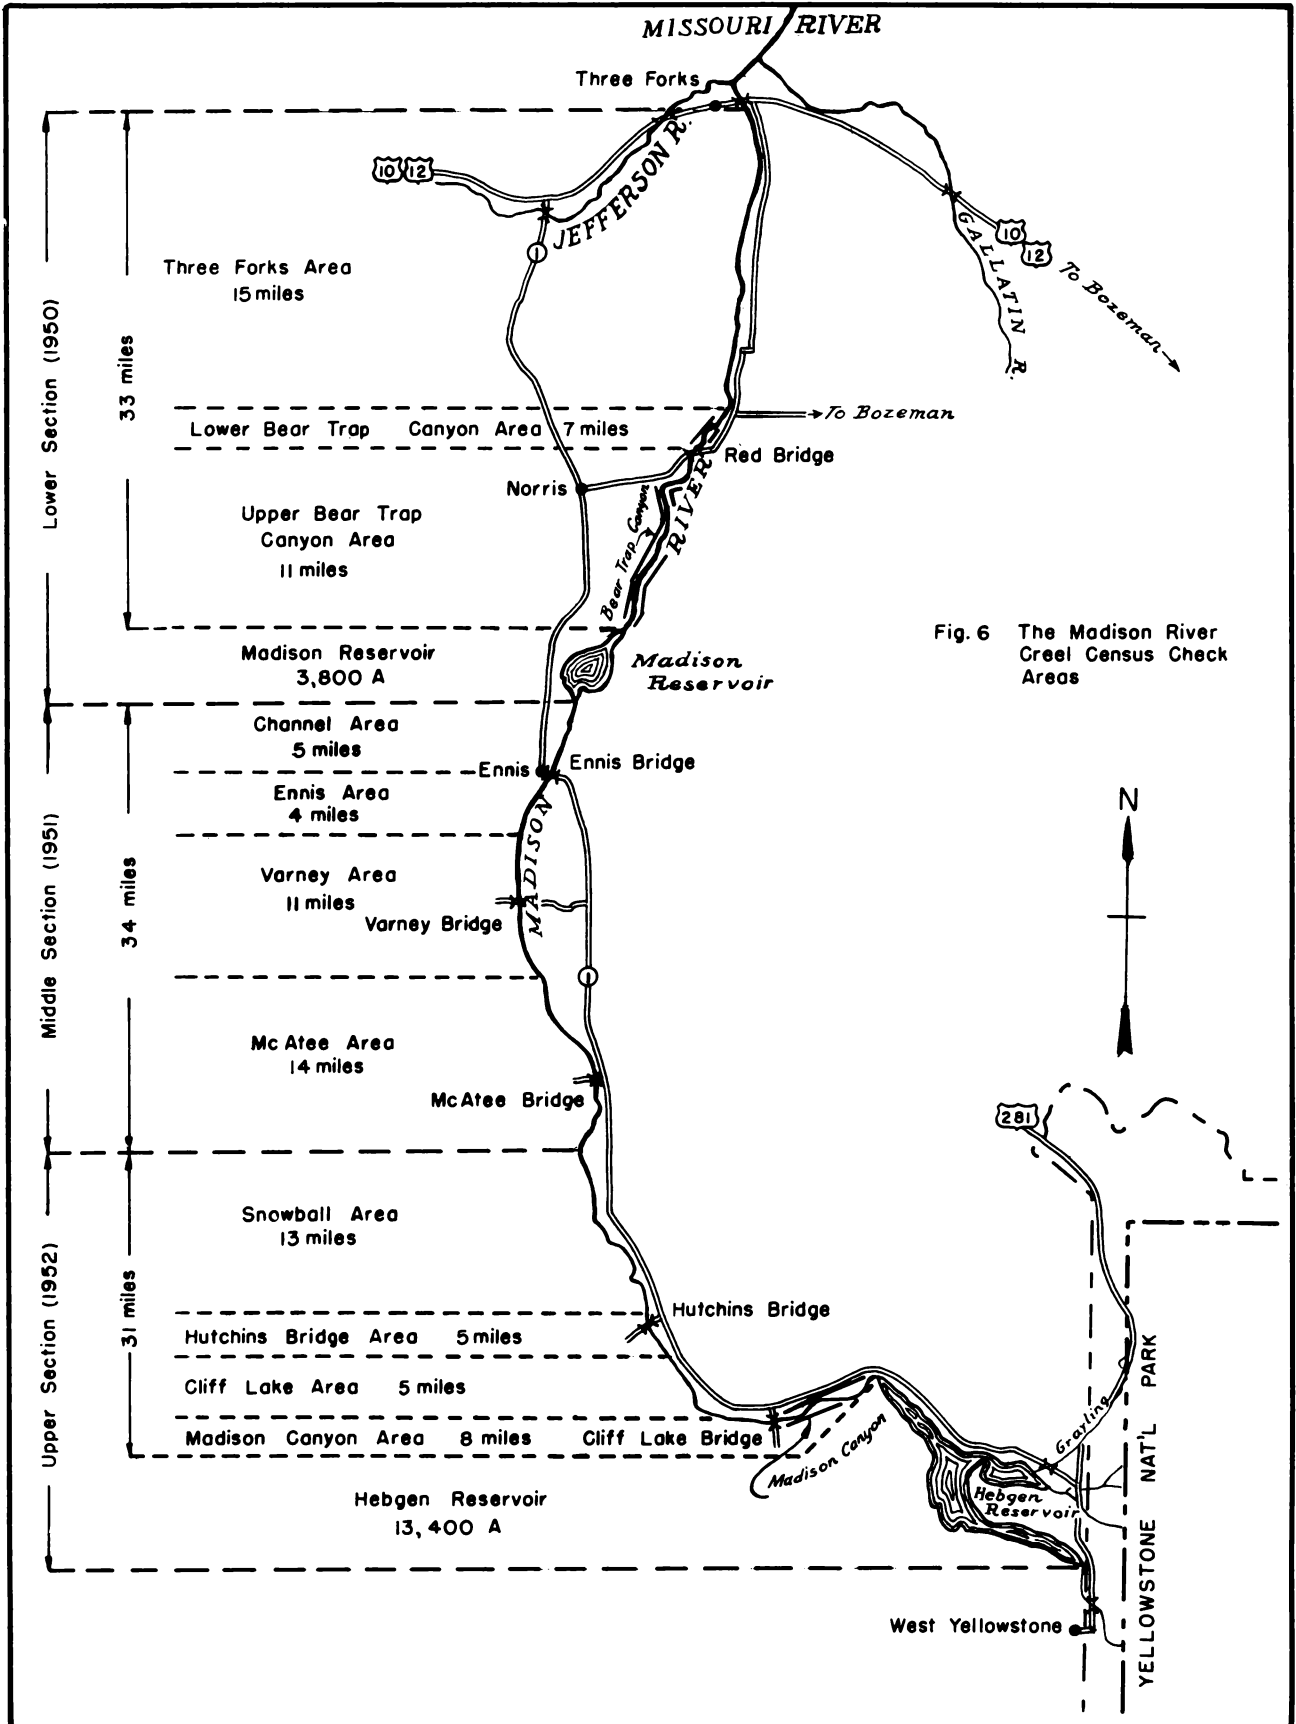 MISSOURI RIVER
Three Forks
10 12
JEFFERSON R.
GALLATIN R.
10
12
To Bozeman
Three Forks Area
15 miles
Lower Section (1950)
33 miles
Lower Bear Trap Canyon Area 7 miles
To Bozeman
Red Bridge
Norris
Upper Bear Trap
Canyon Area
11 miles
Bear Trap Canyon
RIVER
Madison Reservoir
3,800 A
Madison
Reservoir
Fig. 6 The Madison River
Creel Census Check
Areas
Channel Area
5 miles
Ennis
Ennis Bridge
Ennis Area
4 miles
N
MADISON
Middle Section (1951)
34 miles
Varney Area
11 miles
Varney Bridge
McAtee Area
14 miles
McAtee Bridge
281
Snowball Area
13 miles
Upper Section (1952)
31 miles
Hutchins Bridge
Hutchins Bridge Area 5 miles
Cliff Lake Area 5 miles
Madison Canyon Area 8 miles
Cliff Lake Bridge
Madison Canyon
Grayling
Hebgen
Reservoir
Hebgen Reservoir
13,400 A
YELLOWSTONE NAT'L PARK
West Yellowstone